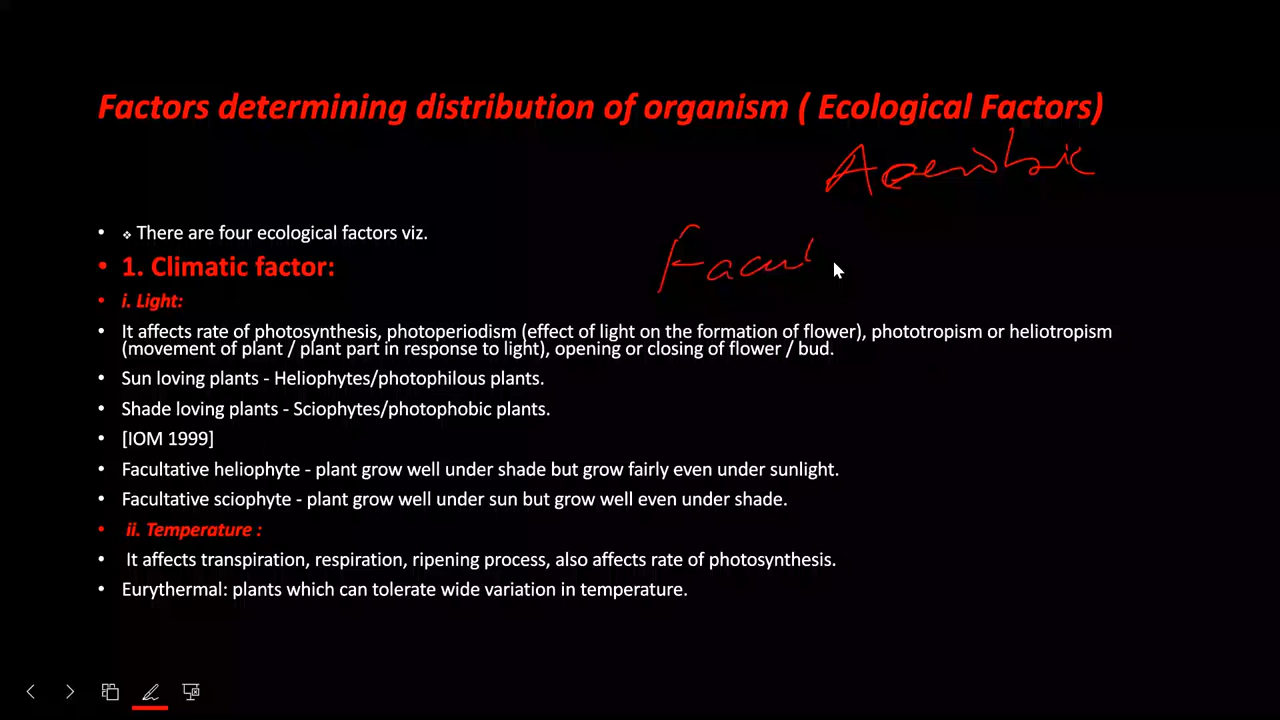 Factors determining distribution of organism ( Ecological Factors)
Aerobic
• ❖ There are four ecological factors viz.
Facul
• 1. Climatic factor:
• i. Light:
• It affects rate of photosynthesis, photoperiodism (effect of light on the formation of flower), phototropism or heliotropism
(movement of plant / plant part in response to light), opening or closing of flower / bud.
• Sun loving plants - Heliophytes/photophilous plants.
• Shade loving plants - Sciophytes/photophobic plants.
• [IOM 1999]
• Facultative heliophyte - plant grow well under shade but grow fairly even under sunlight.
• Facultative sciophyte - plant grow well under sun but grow well even under shade.
• ii. Temperature :
• It affects transpiration, respiration, ripening process, also affects rate of photosynthesis.
• Eurythermal: plants which can tolerate wide variation in temperature.